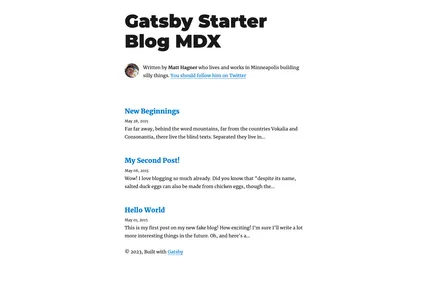 Gatsby Starter
Blog MDX
Written by Matt Hagner who lives and works in Minneapolis building
silly things. You should follow him on Twitter
New Beginnings
May 28, 2015
Far far away, behind the word mountains, far from the countries Vokalia and
Consonantia, there live the blind texts. Separated they live in…
My Second Post!
May 06, 2015
Wow! I love blogging so much already. Did you know that "despite its name,
salted duck eggs can also be made from chicken eggs, though the…
Hello World
May 01, 2015
This is my first post on my new fake blog! How exciting! I'm sure I'll write a lot
more interesting things in the future. Oh, and here's a…
© 2023, Built with Gatsby